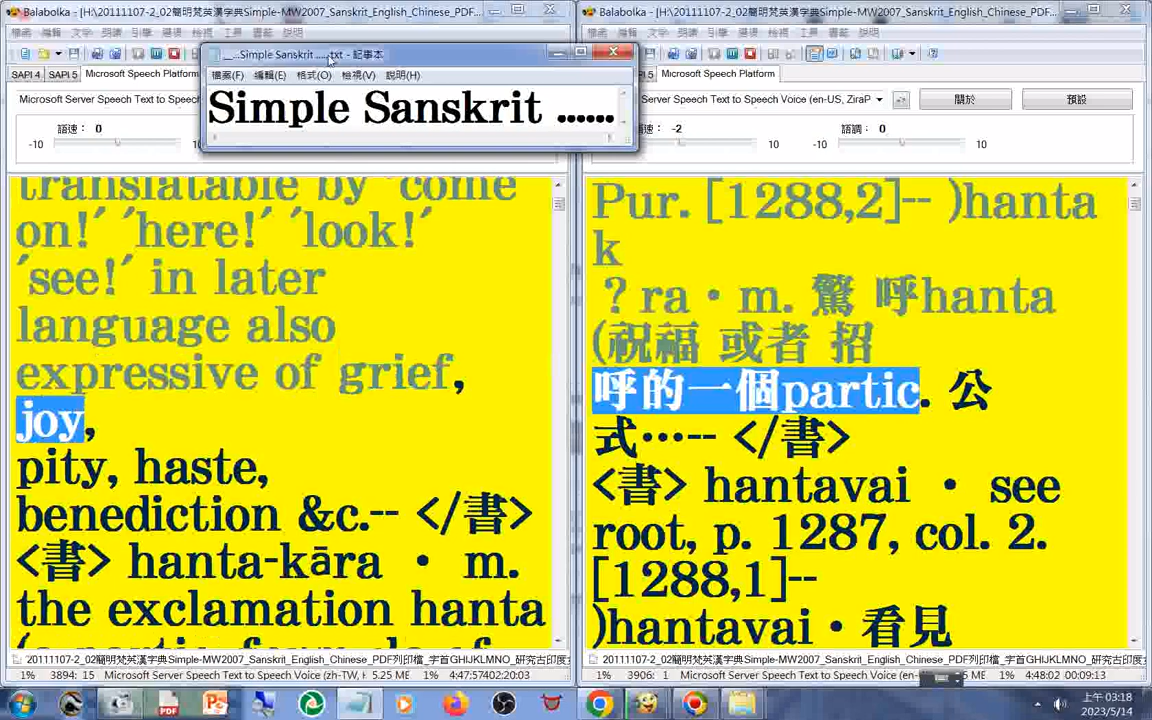 Balabolka - [H:\20111107-2_02簡明梵英漢字典Simple-MW2007_Sanskrit_English_Chinese_PDF...
Balabolka - [H:\20111107-2_02簡明梵英漢字典Simple-MW2007_Sanskrit_English_Chinese_PDF...
__...Simple Sanskrit ......txt - 記事本
檔案(F) 編輯(E) 格式(O) 檢視(V) 說明(H)
Simple Sanskrit ......
SAPI 4 SAPI 5 Microsoft Speech Platform
Microsoft Server Speech Text to Speech
語速： 0
-10 10
5 Microsoft Speech Platform
Server Speech Text to Speech Voice (en-US, ZiraP
關於 預設
速： -2 語調： 0
10 -10 10
translatable by ´come
on!´ ´here!´ ´look!´
´see!´ in later
language also
expressive of grief,
joy,
pity, haste,
benediction &c.-- </書>
<書> hanta-kāra · m.
the exclamation hanta
Pur. [1288,2]-- )hanta
k
？ra·m. 驚 呼hanta
(祝福 或者 招
呼的一個partic. 公
式…-- </書>
<書> hantavai · see
root, p. 1287, col. 2.
[1288,1]--
)hantavai·看見
20111107-2_02簡明梵英漢字典Simple-MW2007_Sanskrit_English_Chinese_PDF列印檔_字首GHIJKLMNO_研究古印度
20111107-2_02簡明梵英漢字典Simple-MW2007_Sanskrit_English_Chinese_PDF列印檔_字首GHIJKLMNO_研究古印度
1% 3894: 15 Microsoft Server Speech Text to Speech Voice (zh-TW, H 5.25 ME 1% 4:47:57402:20:03
1% 3906: 1 Microsoft Server Speech Text to Speech Voice (en- 5.25 MB 1% 4:48:02 00:09:13
上午 03:18
2023/5/14